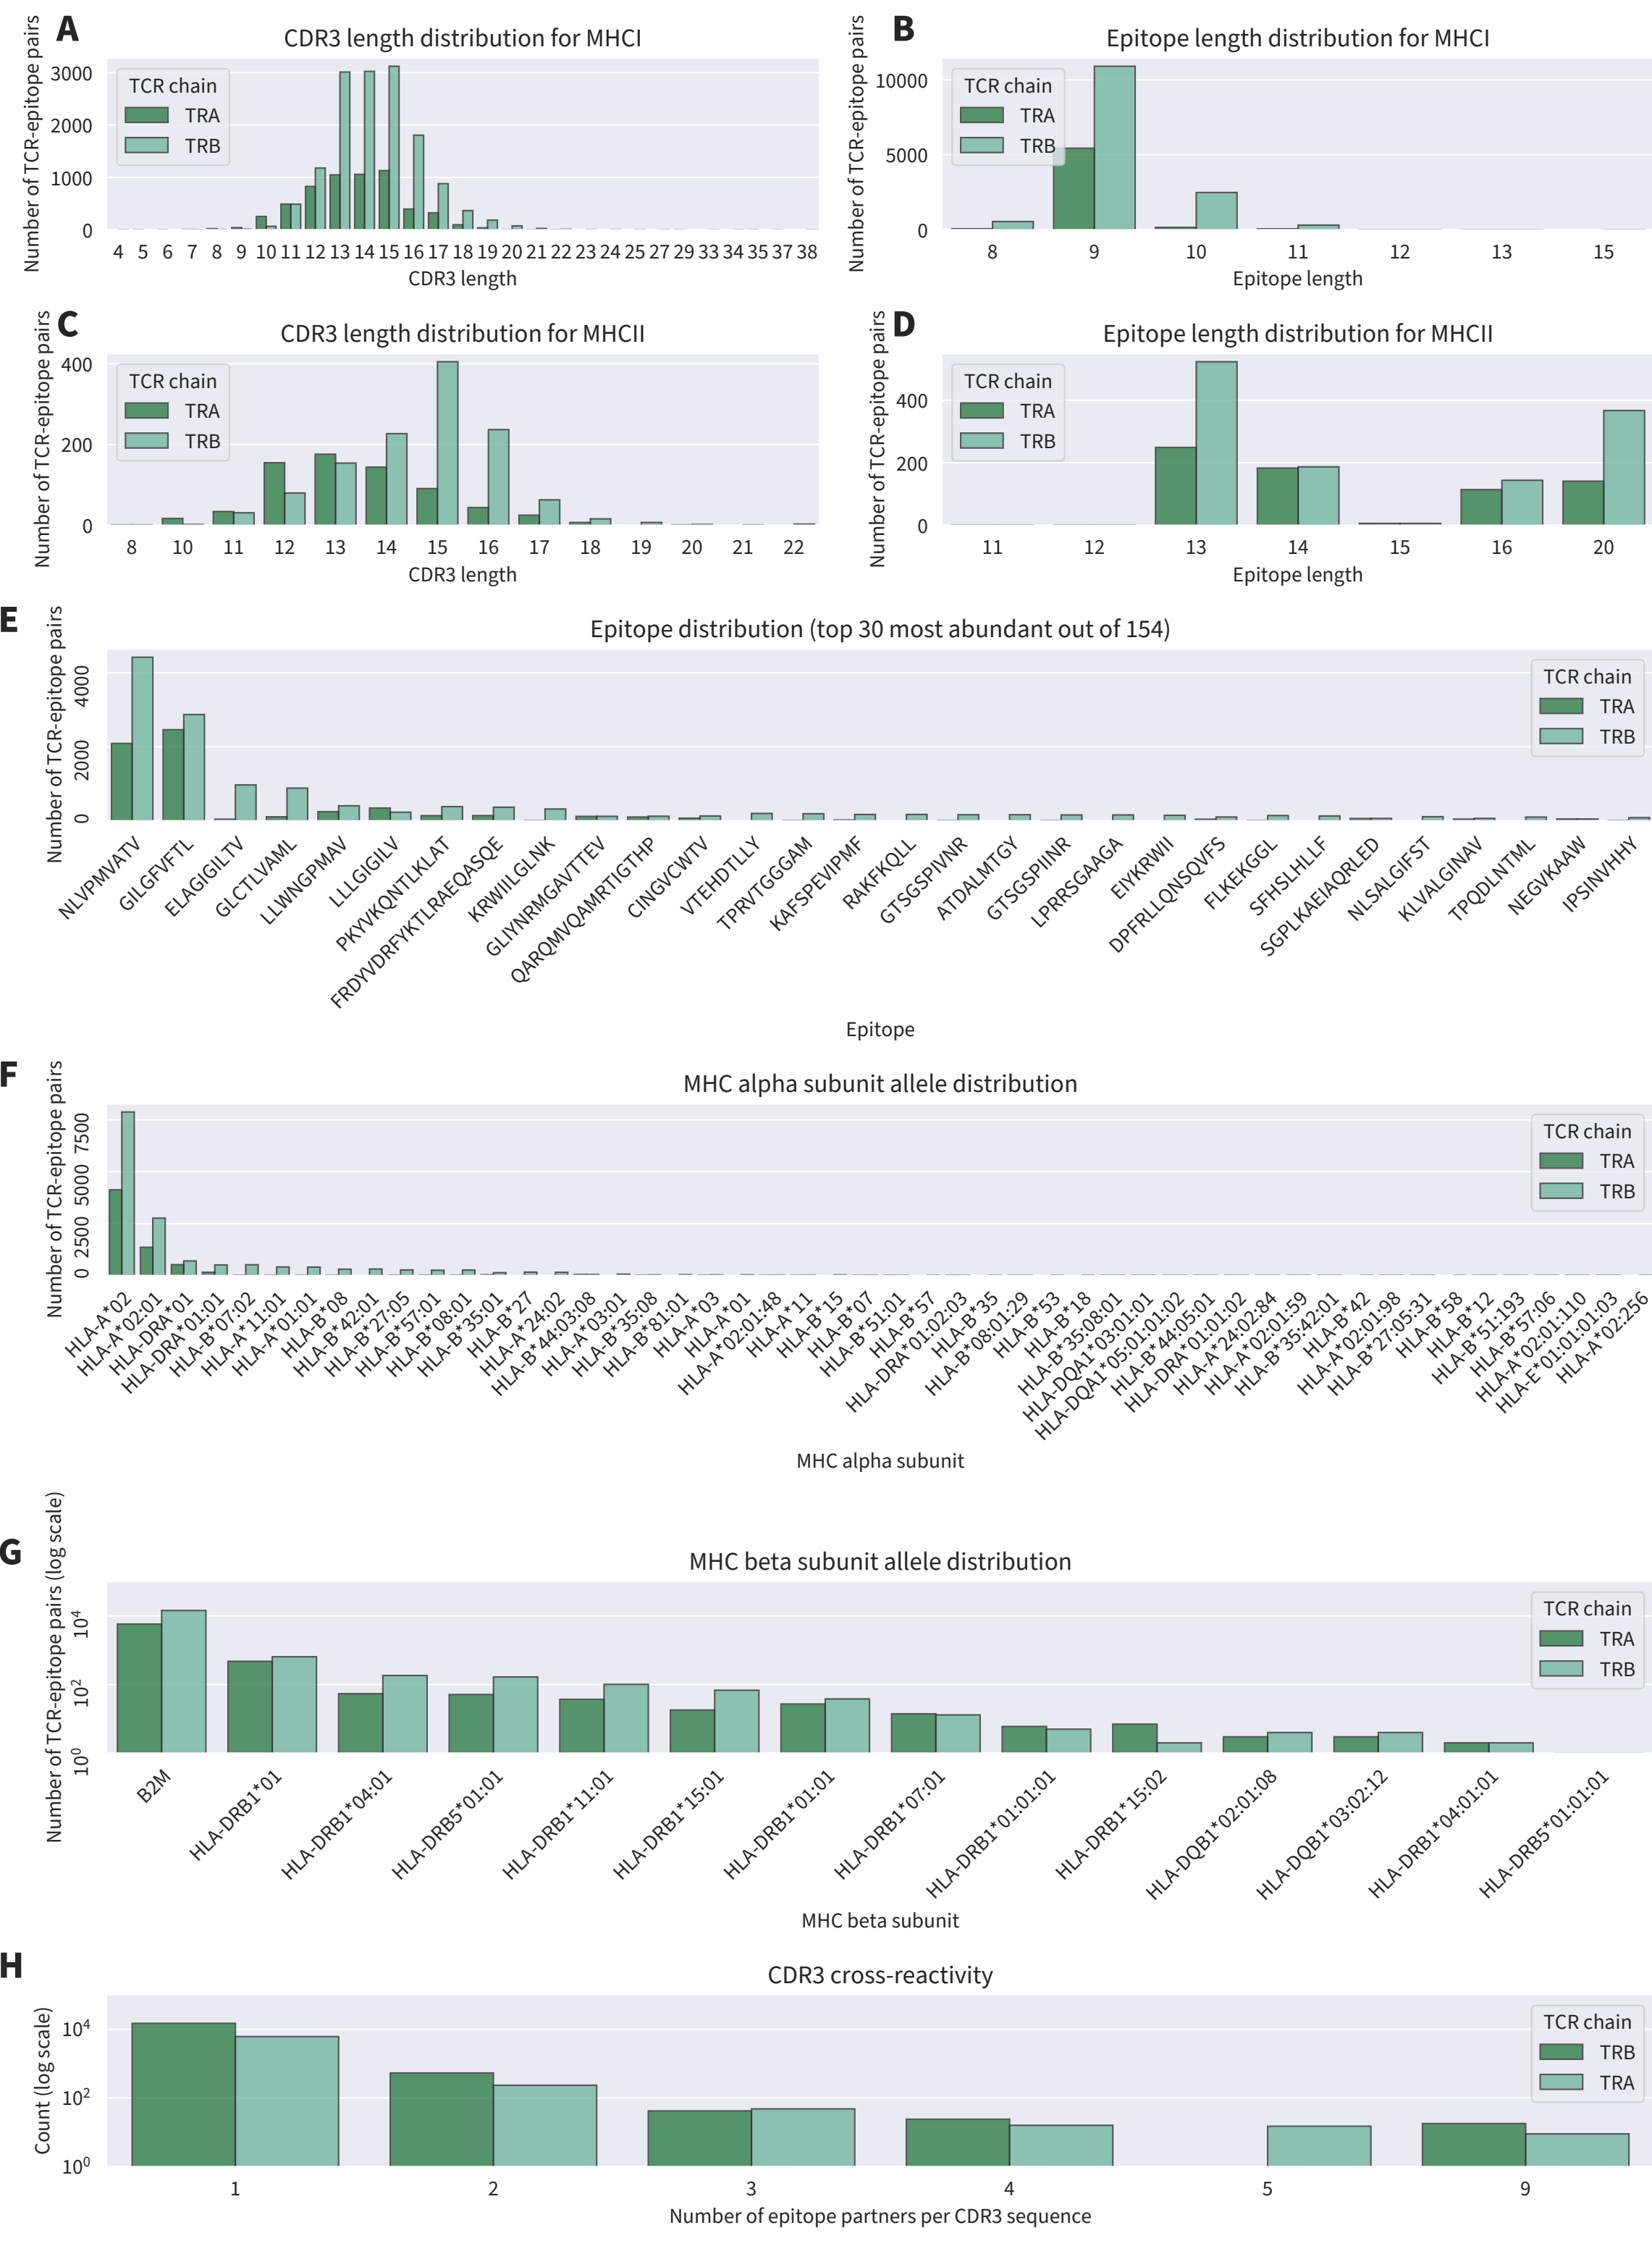 A
CDR3 length distribution for MHCI
Number of TCR-epitope pairs
3000
2000
1000
0
TCR chain
TRA
TRB
4 5 6 7 8 9 10 11 12 13 14 15 16 17 18 19 20 21 22 23 24 25 27 29 33 34 35 37 38
CDR3 length
B
Epitope length distribution for MHCI
Number of TCR-epitope pairs
10000
5000
0
TCR chain
TRA
TRB
8 9 10 11 12 13 15
Epitope length
C
CDR3 length distribution for MHCII
Number of TCR-epitope pairs
400
200
0
TCR chain
TRA
TRB
8 10 11 12 13 14 15 16 17 18 19 20 21 22
CDR3 length
D
Epitope length distribution for MHCII
Number of TCR-epitope pairs
400
200
0
TCR chain
TRA
TRB
11 12 13 14 15 16 20
Epitope length
E
Epitope distribution (top 30 most abundant out of 154)
Number of TCR-epitope pairs
4000
2000
0
TCR chain
TRA
TRB
NLVPMVATV
GILGFVFTL
ELAGIGILTV
GLCTLVAML
LLWNGPMAV
LLLGIGILV
PKYVKQNTLKLAT
FRDYVDRFYKTLRAEQASQE
KRWIILGLNK
GLIYNRMGAVTTEV
QARQMVQAMRTIGTHP
CINGVCWTV
VTEHDTLLY
TPRVTGGGAM
KAFSPEVIPMF
RAKFKQLL
GTSGSPIVNR
ATDALMTGY
GTSGSPIINR
LPRRSGAAGA
EIYKRWII
DPFRLLQNSQVFS
FLKEKGGL
SFHSLHLLF
SGPLKAEIAQRLED
NLSALGIFST
KLVALGINAV
TPQDLNTML
NEGVKAAW
IPSINVHHY
Epitope
F
MHC alpha subunit allele distribution
Number of TCR-epitope pairs
7500
5000
2500
0
TCR chain
TRA
TRB
HLA-A*02
HLA-A*02:01
HLA-DRA*01
HLA-DRA*01:01
HLA-B*07:02
HLA-A*11:01
HLA-A*01:01
HLA-B*08
HLA-B*42:01
HLA-B*27:05
HLA-B*57:01
HLA-B*08:01
HLA-B*35:01
HLA-B*27
HLA-A*24:02
HLA-B*44:03:08
HLA-A*03:01
HLA-B*35:08
HLA-B*81:01
HLA-A*03
HLA-A*01
HLA-A*02:01:48
HLA-A*11
HLA-B*15
HLA-B*07
HLA-B*51:01
HLA-B*57
HLA-DRA*01:02:03
HLA-B*35
HLA-B*08:01:29
HLA-B*53
HLA-B*18
HLA-B*35:08:01
HLA-DQA1*03:01:01
HLA-DQA1*05:01:01:02
HLA-B*44:05:01
HLA-DRA*01:01:02
HLA-A*24:02:84
HLA-A*02:01:59
HLA-B*35:42:01
HLA-B*42
HLA-A*02:01:98
HLA-B*27:05:31
HLA-B*58
HLA-B*12
HLA-B*51:193
HLA-B*57:06
HLA-A*02:01:110
HLA-E*01:01:01:03
HLA-A*02:256
MHC alpha subunit
G
MHC beta subunit allele distribution
Number of TCR-epitope pairs (log scale)
10⁴
10²
10⁰
TCR chain
TRA
TRB
B2M
HLA-DRB1*01
HLA-DRB1*04:01
HLA-DRB5*01:01
HLA-DRB1*11:01
HLA-DRB1*15:01
HLA-DRB1*01:01
HLA-DRB1*07:01
HLA-DRB1*01:01:01
HLA-DRB1*15:02
HLA-DQB1*02:01:08
HLA-DQB1*03:02:12
HLA-DRB1*04:01:01
HLA-DRB5*01:01:01
MHC beta subunit
H
CDR3 cross-reactivity
Count (log scale)
10⁴
10²
10⁰
TCR chain
TRB
TRA
1 2 3 4 5 9
Number of epitope partners per CDR3 sequence